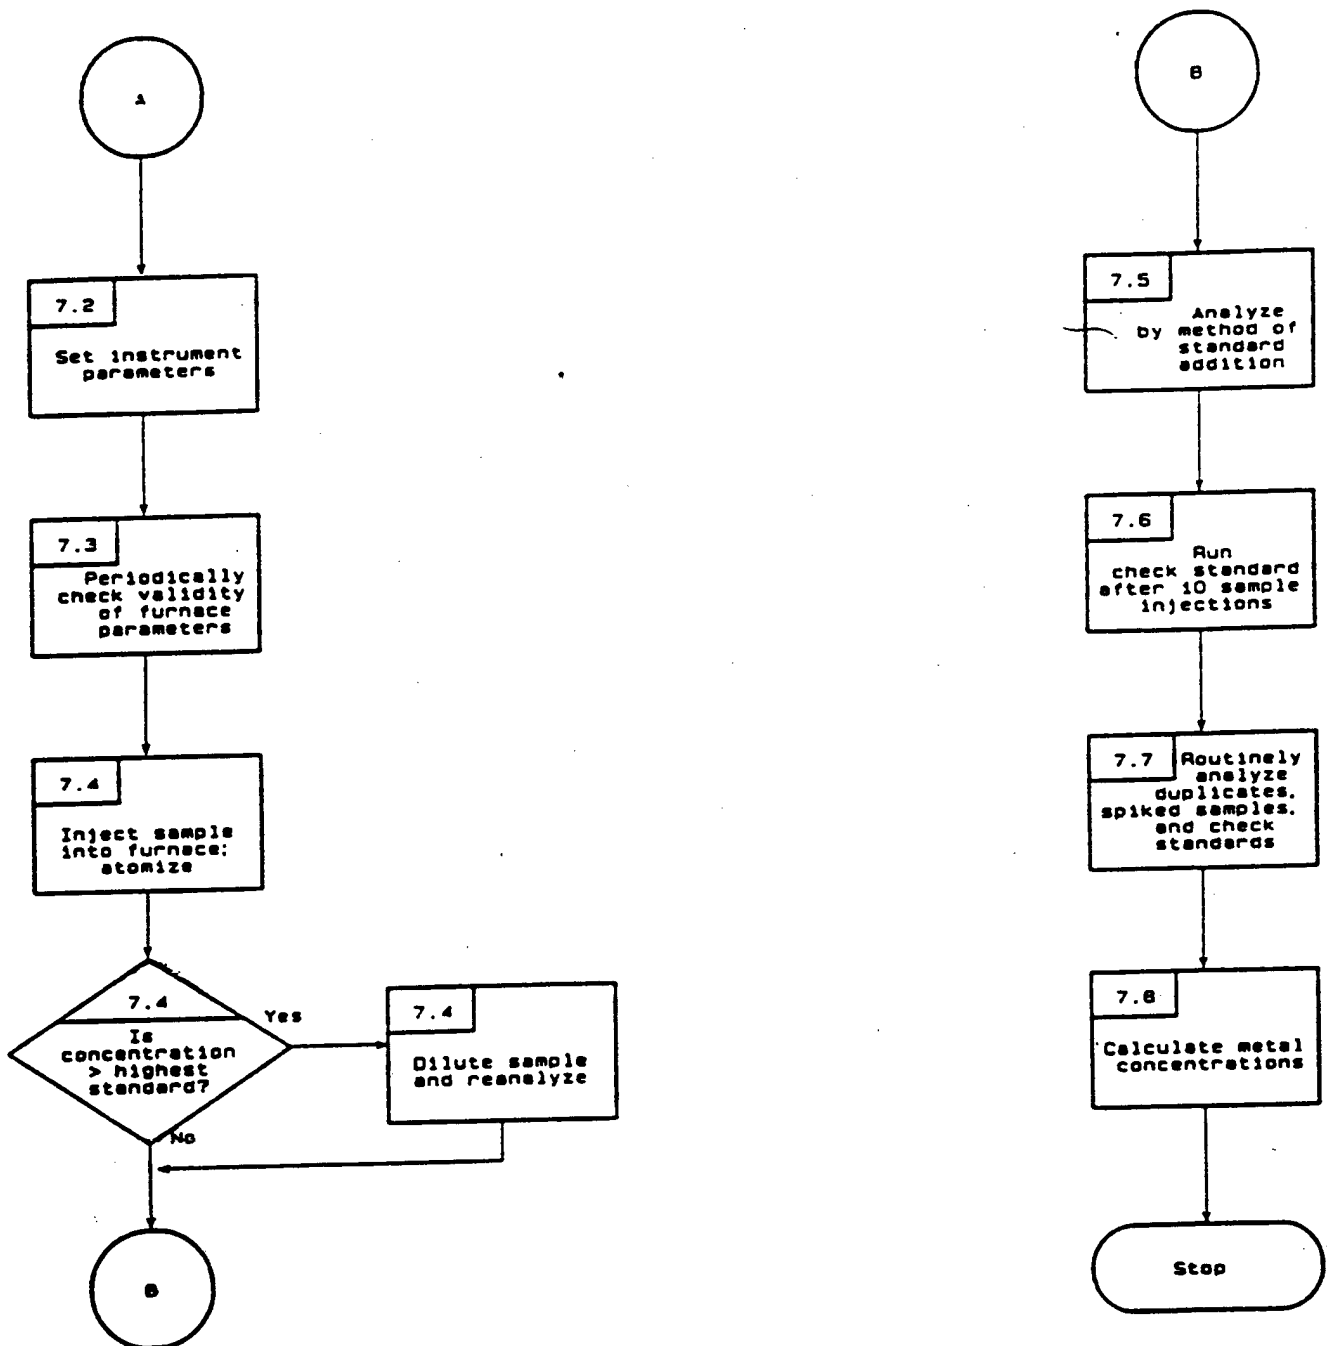 A
7.2
Set instrument
parameters
7.3
Periodically
check validity
of furnace
parameters
7.4
Inject sample
into furnace;
atomize
7.4
Is
concentration
> highest
standard?
Yes
No
7.4
Dilute sample
and reanalyze
B
B
7.5
Analyze
by method of
standard
addition
7.6
Run
check standard
after 10 sample
injections
7.7
Routinely
analyze
duplicates,
spiked samples,
and check
standards
7.8
Calculate metal
concentrations
Stop